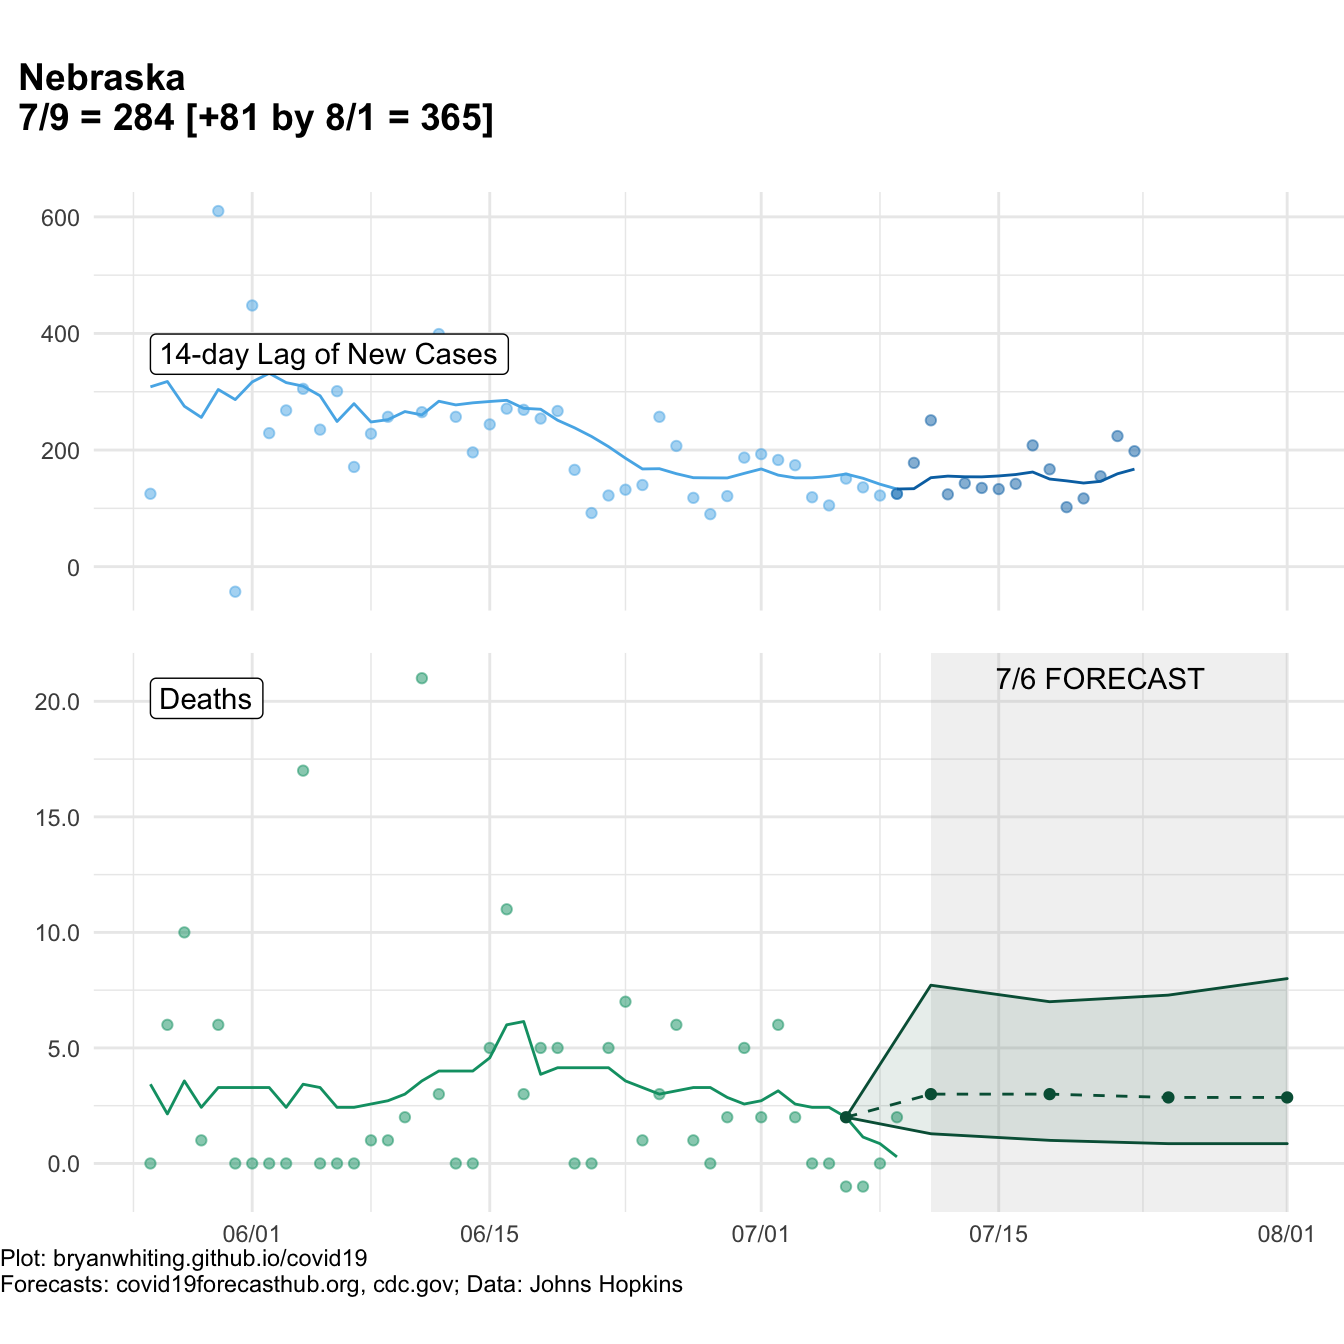 Nebraska
7/9 = 284 [+81 by 8/1 = 365]
600
400
200
0
14-day Lag of New Cases
Deaths
7/6 FORECAST
20.0
15.0
10.0
5.0
0.0
06/01 06/15 07/01 07/15 08/01
Plot: bryanwhiting.github.io/covid19
Forecasts: covid19forecasthub.org, cdc.gov; Data: Johns Hopkins